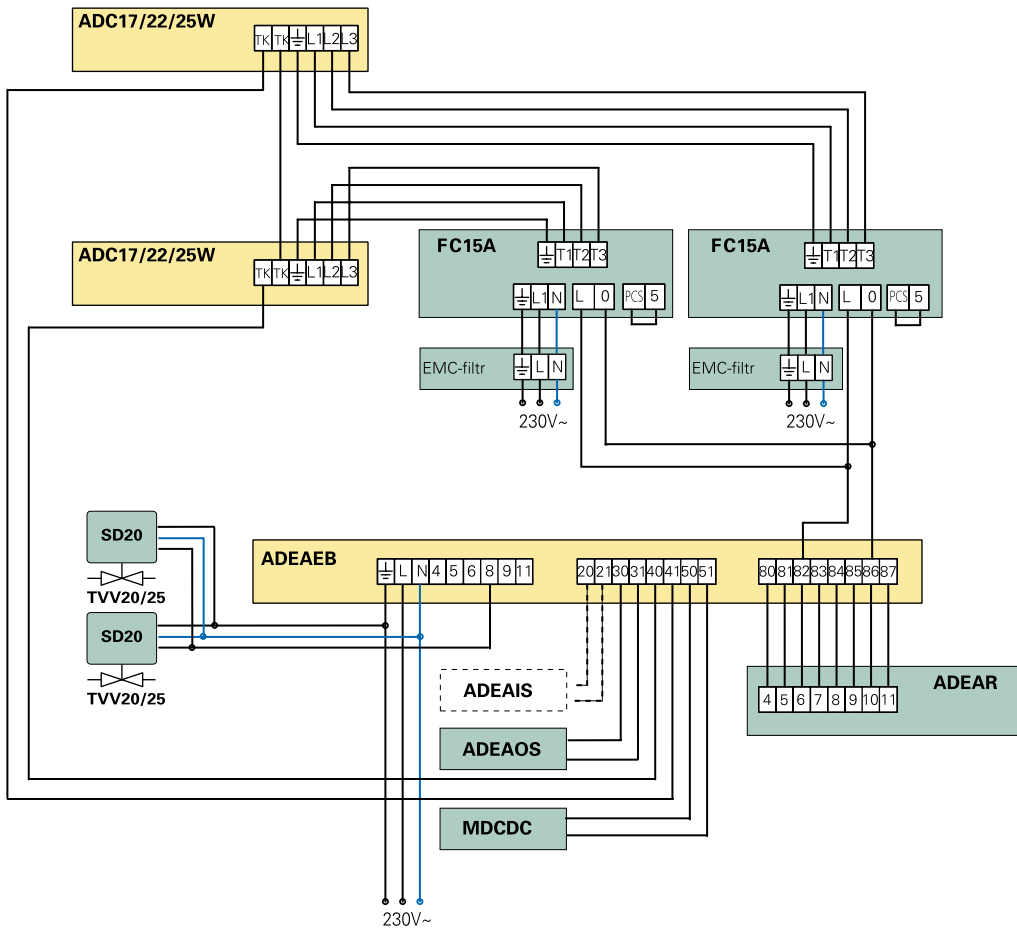 ADC17/22/25W
TK TK L1 L2 L3
ADC17/22/25W
TK TK L1 L2 L3
FC15A
T1 T2 T3
L1 N L 0 PCS 5
EMC-filtr
L N
230V~
FC15A
T1 T2 T3
L1 N L 0 PCS 5
EMC-filtr
L N
230V~
SD20
TVV20/25
SD20
TVV20/25
ADEAEB
L N 4 5 6 8 9 11
20 21 30 31 40 41 50 51
80 81 82 83 84 85 86 87
ADEAIS
ADEAOS
MDCDC
ADEAR
4 5 6 7 8 9 10 11
230V~